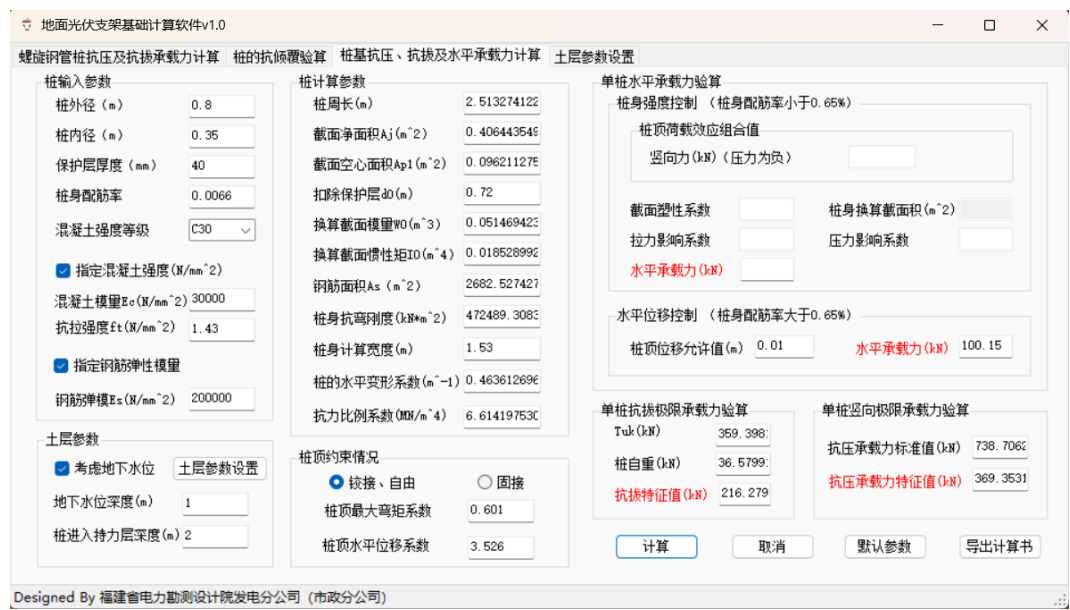 地面光伏支架基础计算软件v1.0
螺旋钢管桩抗压及抗拔承载力计算 桩的抗倾覆验算 桩基抗压、抗拔及水平承载力计算 土层参数设置
桩输入参数
桩外径（m） 0.8
桩内径（m） 0.35
保护层厚度（mm） 40
桩身配筋率 0.0066
混凝土强度等级 C30
指定混凝土强度(N/mm^2)
混凝土模量Ec(N/mm^2) 30000
抗拉强度ft(N/mm^2) 1.43
指定钢筋弹性模量
钢筋弹模Es(N/mm^2) 200000
土层参数
考虑地下水位 土层参数设置
地下水位深度(m) 1
桩进入持力层深度(m) 2
桩计算参数
桩周长(m) 2.513274122
截面净面积Aj(m^2) 0.406443549
截面空心面积Ap1(m^2) 0.096211275
扣除保护层d0(m) 0.72
换算截面模量W0(m^3) 0.051469423
换算截面惯性矩I0(m^4) 0.018528992
钢筋面积As（m^2） 2682.527427
桩身抗弯刚度(kN*m^2) 472489.3083
桩身计算宽度(m) 1.53
桩的水平变形系数(m^-1) 0.463612696
抗力比例系数(MN/m^4) 6.614197530
桩顶约束情况
铰接、自由 固接
桩顶最大弯矩系数 0.601
桩顶水平位移系数 3.526
单桩水平承载力验算
桩身强度控制 （桩身配筋率小于0.65%）
桩顶荷载效应组合值
竖向力(kN)（压力为负）
截面塑性系数 桩身换算截面积(m^2)
拉力影响系数 压力影响系数
水平承载力(kN)
水平位移控制 （桩身配筋率大于0.65%）
桩顶位移允许值(m) 0.01 水平承载力(kN) 100.15
单桩抗拔极限承载力验算
Tuk(kN) 359.398
桩自重(kN) 36.5799
抗拔特征值(kN) 216.279
单桩竖向极限承载力验算
抗压承载力标准值(kN) 738.7062
抗压承载力特征值(kN) 369.3531
计算 取消 默认参数 导出计算书
Designed By 福建省电力勘测设计院发电分公司（市政分公司）